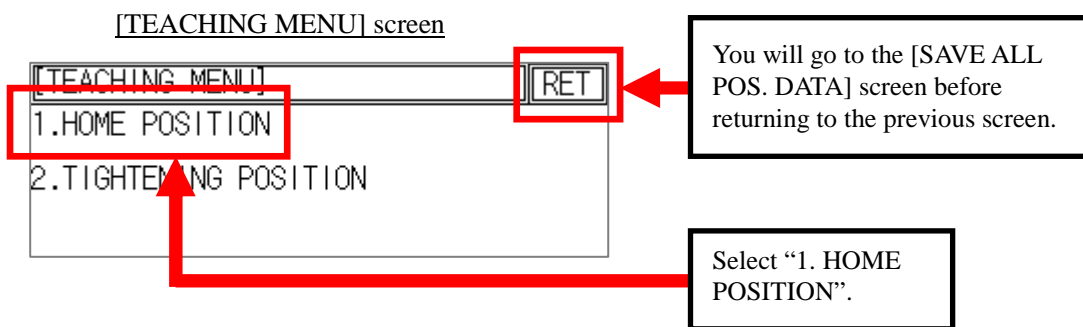 [TEACHING MENU] screen
[TEACHING MENU]
RET
1.HOME POSITION
2.TIGHTENING POSITION
You will go to the [SAVE ALL
POS. DATA] screen before
returning to the previous screen.
Select “1. HOME
POSITION”.